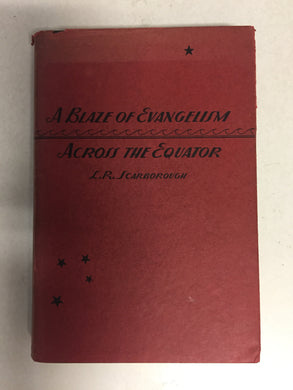 A Blaze of Evangelism
Across the Equator
L.R. Scarborough